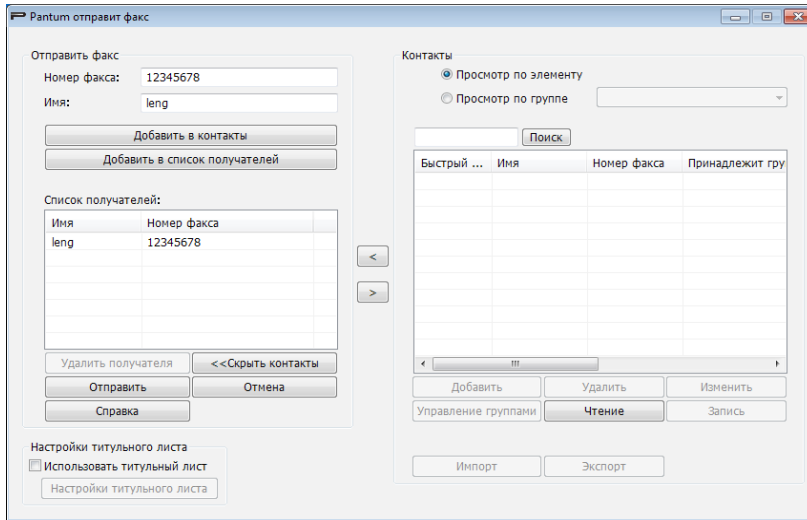 Pantum отправит факс
Отправить факс
Номер факса: 12345678
Имя: leng
Добавить в контакты
Добавить в список получателей
Список получателей:
Имя Номер факса
leng 12345678
Удалить получателя <<Скрыть контакты
Отправить Отмена
Справка
Настройки титульного листа
Использовать титульный лист
Настройки титульного листа
<
>
Контакты
Просмотр по элементу
Просмотр по группе
Поиск
Быстрый ... Имя Номер факса Принадлежит гру
Добавить Удалить Изменить
Управление группами Чтение Запись
Импорт Экспорт